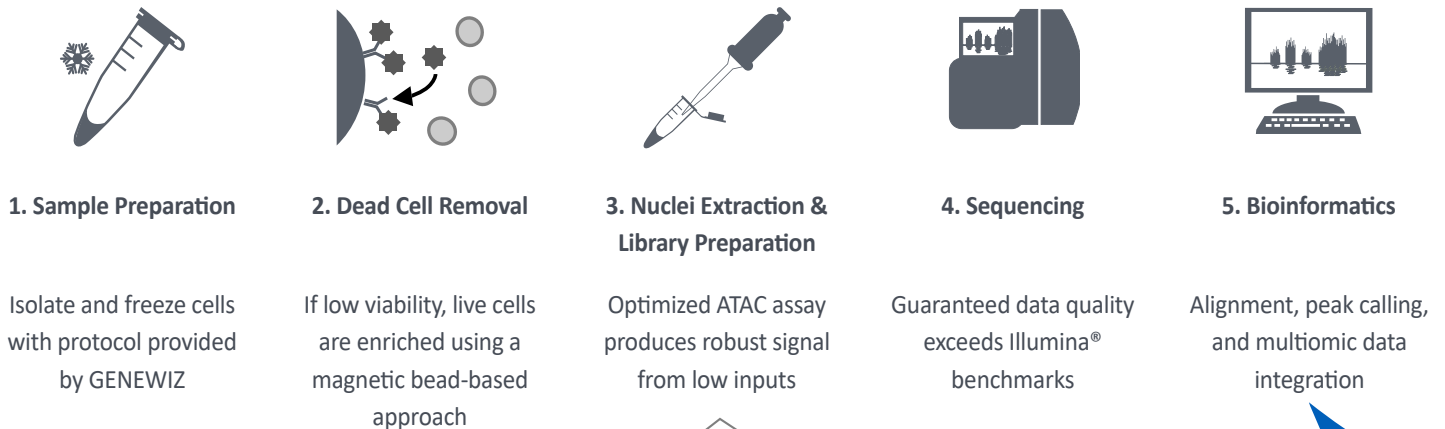 1. Sample Preparation
Isolate and freeze cells
with protocol provided
by GENEWIZ
2. Dead Cell Removal
If low viability, live cells
are enriched using a
magnetic bead-based
approach
3. Nuclei Extraction &
Library Preparation
Optimized ATAC assay
produces robust signal
from low inputs
4. Sequencing
Guaranteed data quality
exceeds Illumina®
benchmarks
5. Bioinformatics
Alignment, peak calling,
and multiomic data
integration